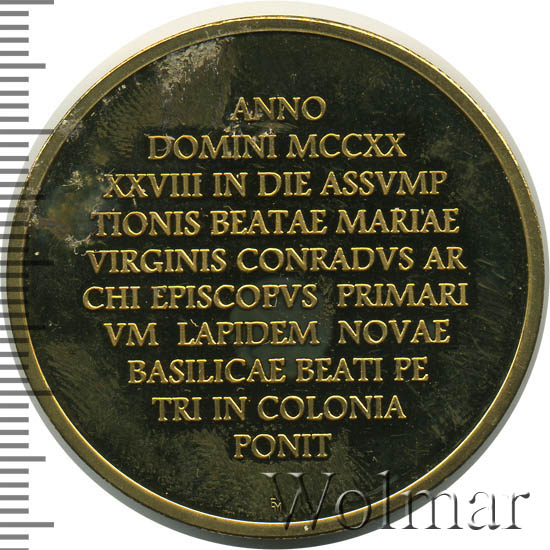 ANNO
DOMINI MCCXX
XXVIII IN DIE ASSVMP
TIONIS BEATAE MARIAE
VIRGINIS CONRADVS AR
CHI EPISCOPVS PRIMARI
VM LAPIDEM NOVAE
BASILICAE BEATI PE
TRI IN COLONIA
PONIT
Wolmar